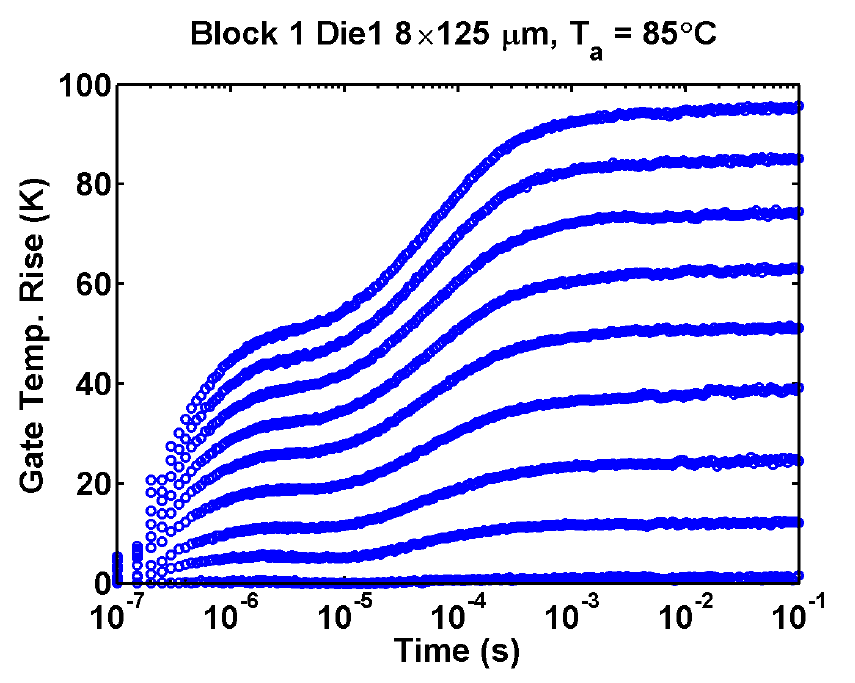 Block 1 Die1 8×125 μm, Tₐ = 85°C
100
80
60
40
20
0
Gate Temp. Rise (K)
10⁻⁷ 10⁻⁶ 10⁻⁵ 10⁻⁴ 10⁻³ 10⁻² 10⁻¹
Time (s)